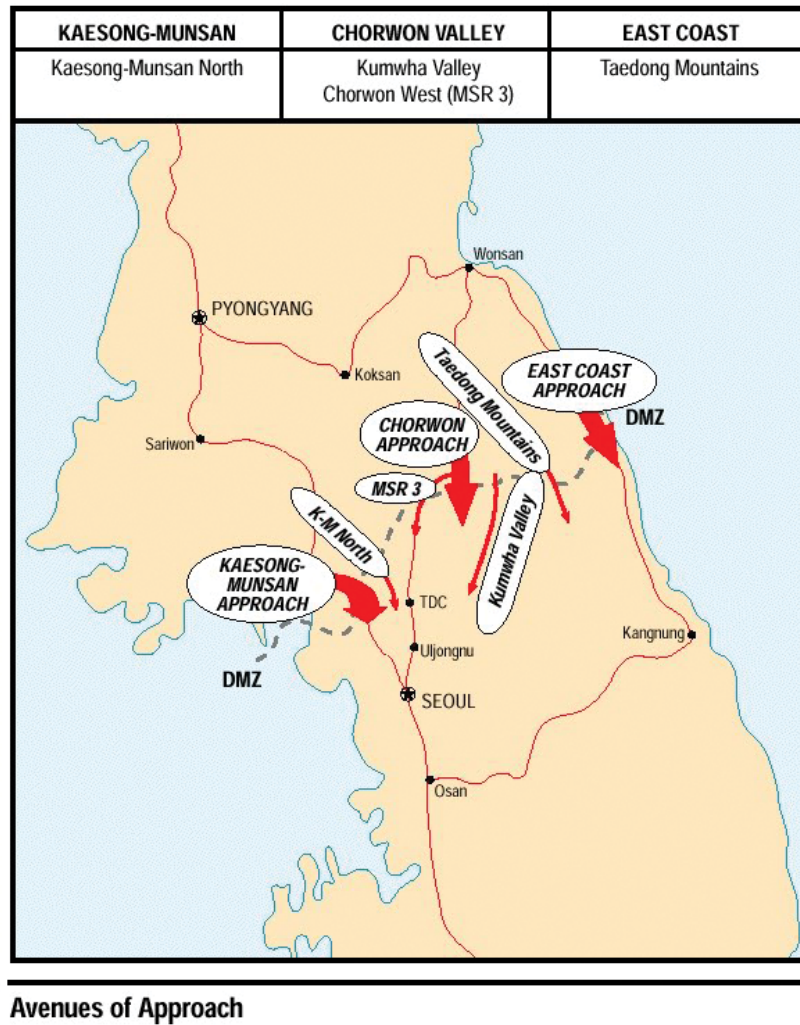 KAESONG-MUNSAN
CHORWON VALLEY
EAST COAST
Kaesong-Munsan North
Kumwha Valley
Chorwon West (MSR 3)
Taedong Mountains
Wonsan
PYONGYANG
Koksan
Taedong Mountains
EAST COAST
APPROACH
DMZ
CHORWON
APPROACH
Sariwon
MSR 3
K-M North
Kumwha Valley
KAESONG-
MUNSAN
APPROACH
TDC
Kangnung
Uljongnu
DMZ
SEOUL
Osan
Avenues of Approach